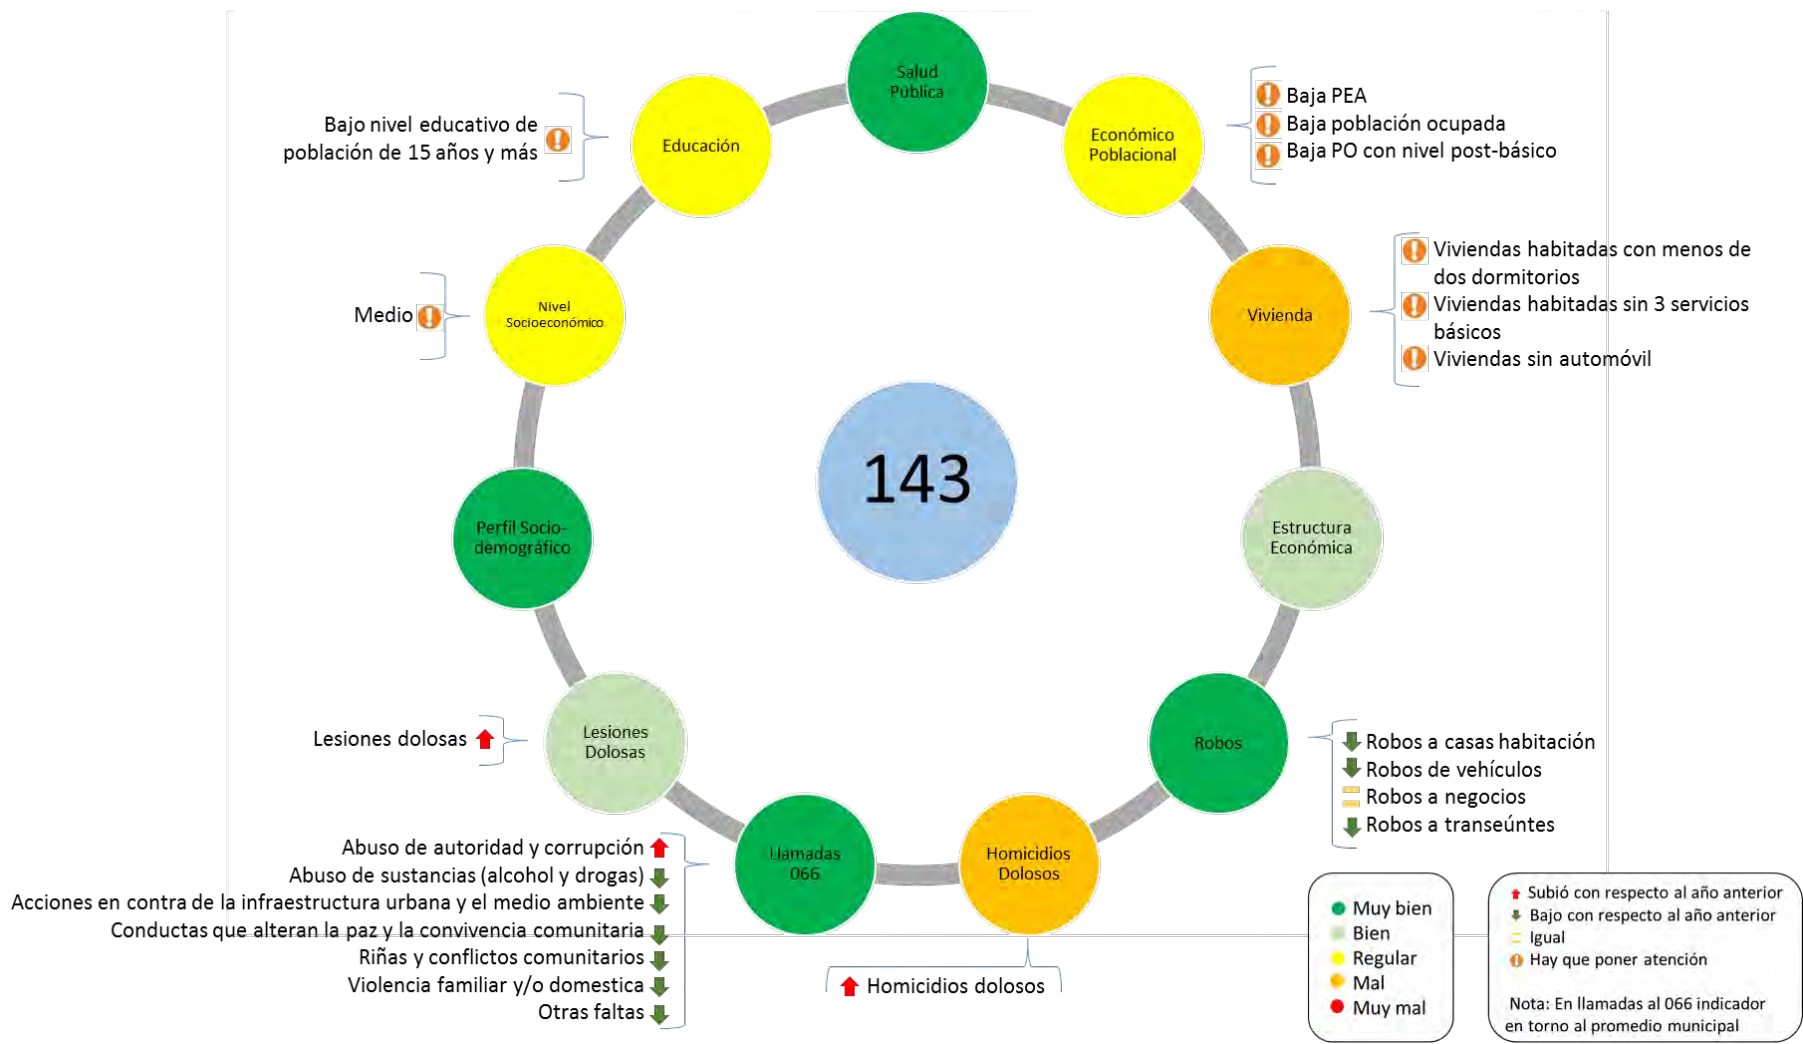 Salud
Pública
Económico
Poblacional
Baja PEA
Baja población ocupada
Baja PO con nivel post-básico
Bajo nivel educativo de
población de 15 años y más
Educación
Viviendas habitadas con menos de
dos dormitorios
Viviendas habitadas sin 3 servicios
básicos
Viviendas sin automóvil
Vivienda
Medio
Nivel
Socioeconómico
143
Perfil Socio-
demográfico
Estructura
Económica
Lesiones dolosas
Lesiones
Dolosas
Robos
Robos a casas habitación
Robos de vehículos
Robos a negocios
Robos a transeúntes
Llamadas
066
Homicidios
Dolosos
Abuso de autoridad y corrupción
Abuso de sustancias (alcohol y drogas)
Acciones en contra de la infraestructura urbana y el medio ambiente
Conductas que alteran la paz y la convivencia comunitaria
Riñas y conflictos comunitarios
Violencia familiar y/o domestica
Otras faltas
Homicidios dolosos
Muy bien
Bien
Regular
Mal
Muy mal
Subió con respecto al año anterior
Bajo con respecto al año anterior
Igual
Hay que poner atención
Nota: En llamadas al 066 indicador
en torno al promedio municipal